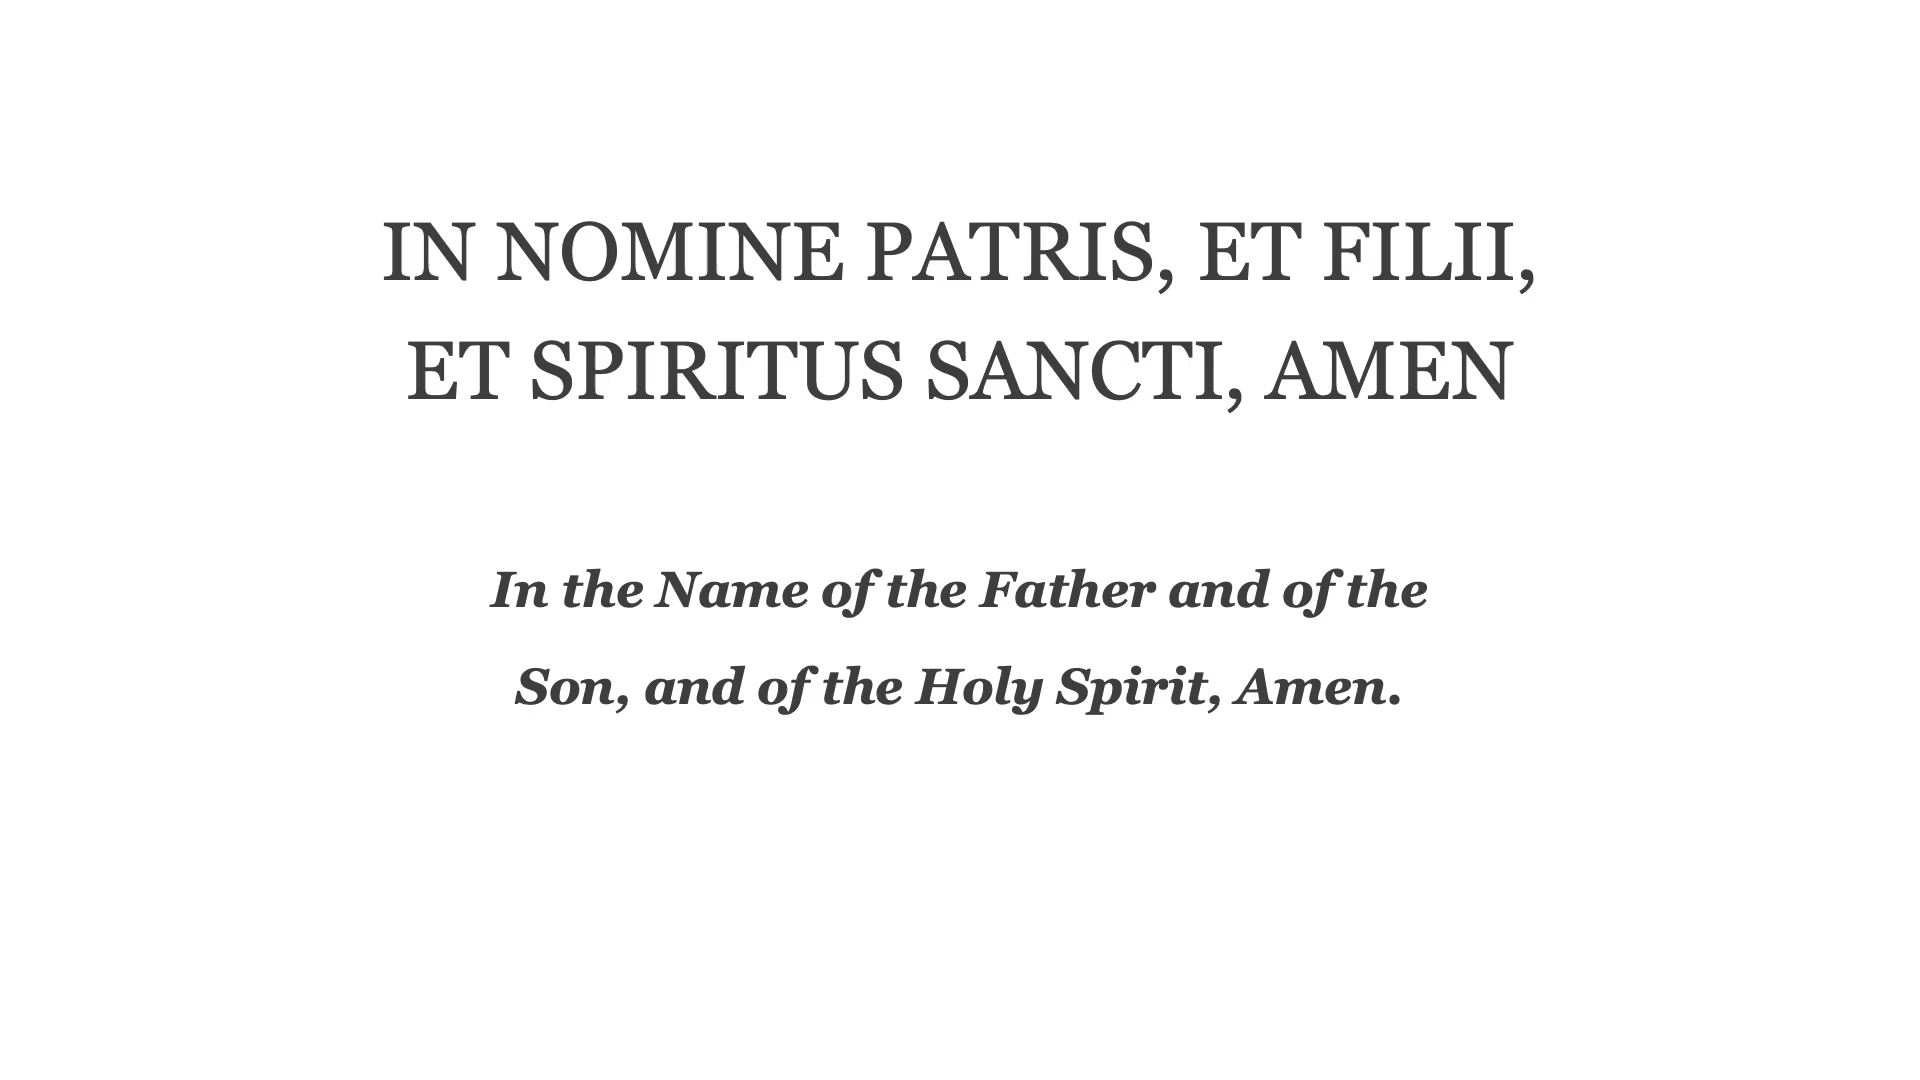 IN NOMINE PATRIS, ET FILII,
ET SPIRITUS SANCTI, AMEN
In the Name of the Father and of the
Son, and of the Holy Spirit, Amen.